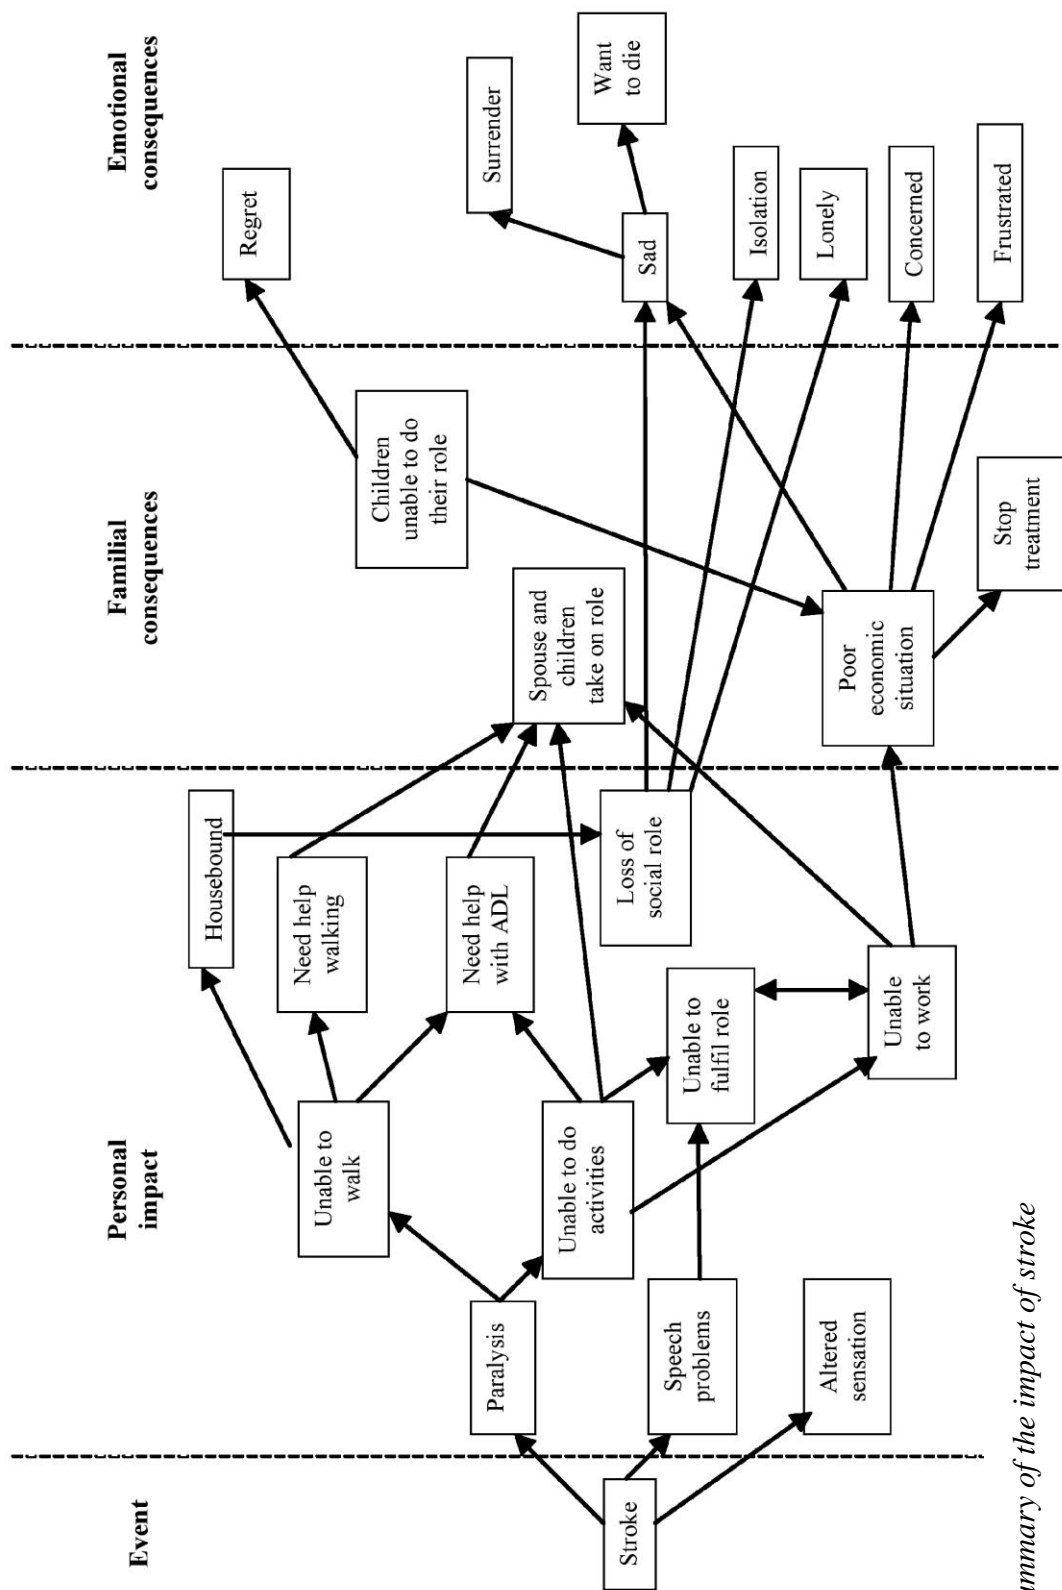 Event
Personal
impact
Familial
consequences
Emotional
consequences
Stroke
Paralysis
Speech
problems
Altered
sensation
Unable to
walk
Unable to do
activities
Housebound
Need help
walking
Need help
with ADL
Loss of
social role
Unable to
fulfil role
Unable
to work
Spouse and
children
take on role
Children
unable to do
their role
Poor
economic
situation
Stop
treatment
Regret
Surrender
Want
to die
Sad
Isolation
Lonely
Concerned
Frustrated
of the impact of stroke